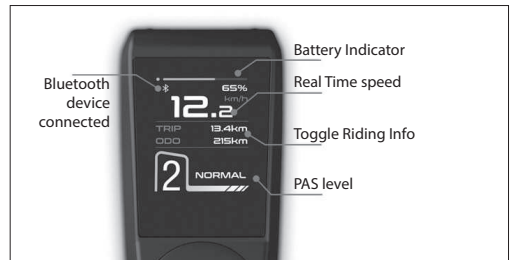 Battery Indicator
Real Time speed
Bluetooth
device
connected
65%
km/h
12.2
TRIP 13.4km
ODO 215km
Toggle Riding Info
2 NORMAL
PAS level